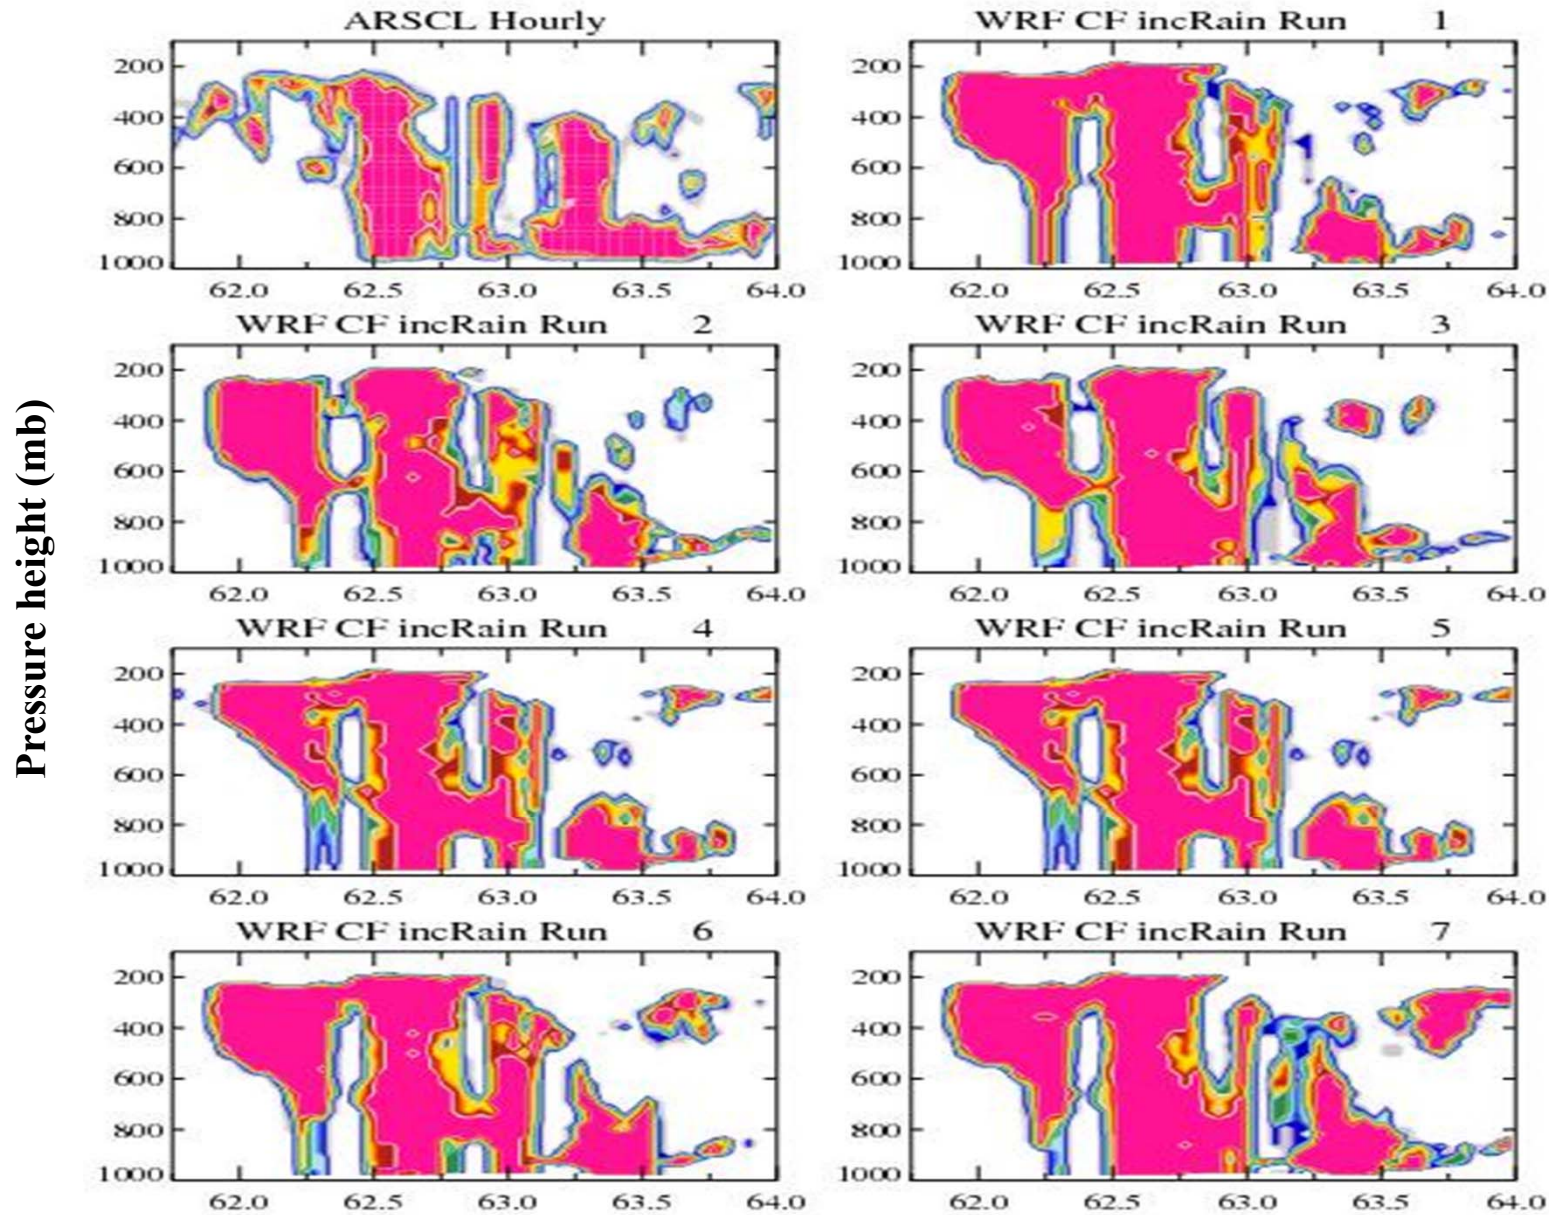 ARSCL Hourly
WRF CF incRain Run 1
200
400
600
800
1000
62.0 62.5 63.0 63.5 64.0
200
400
600
800
1000
62.0 62.5 63.0 63.5 64.0
WRF CF incRain Run 2
WRF CF incRain Run 3
200
400
600
800
1000
62.0 62.5 63.0 63.5 64.0
200
400
600
800
1000
62.0 62.5 63.0 63.5 64.0
Pressure height (mb)
WRF CF incRain Run 4
WRF CF incRain Run 5
200
400
600
800
1000
62.0 62.5 63.0 63.5 64.0
200
400
600
800
1000
62.0 62.5 63.0 63.5 64.0
WRF CF incRain Run 6
WRF CF incRain Run 7
200
400
600
800
1000
62.0 62.5 63.0 63.5 64.0
200
400
600
800
1000
62.0 62.5 63.0 63.5 64.0